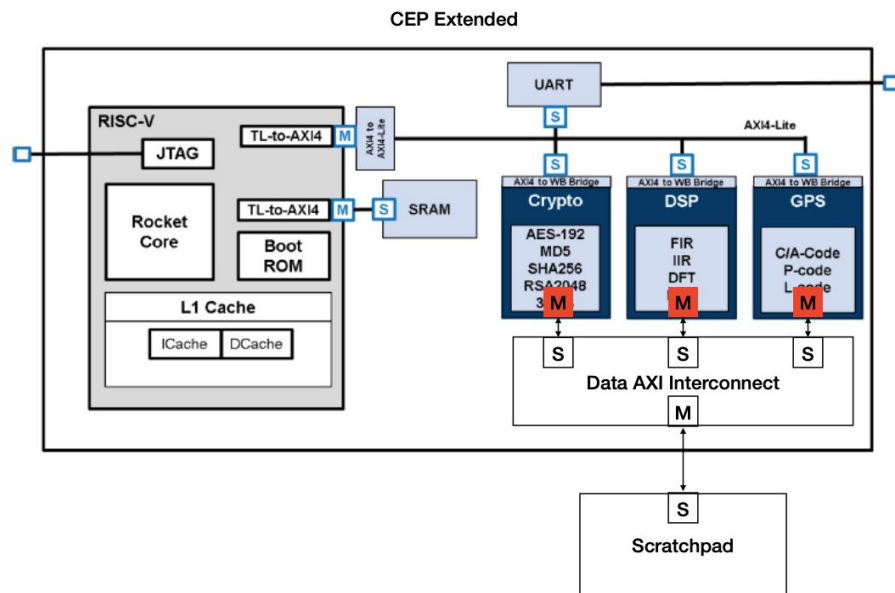 CEP Extended
UART
S
RISC-V
TL-to-AXI4
M
AXI4 to
AXI4-Lite
AXI4-Lite
JTAG
S
S
S
AXI4 to WB Bridge
AXI4 to WB Bridge
AXI4 to WB Bridge
Crypto
DSP
GPS
TL-to-AXI4
M
S
SRAM
Rocket
Core
Boot
ROM
AES-192
MD5
SHA256
RSA2048
M
FIR
IIR
DFT
M
C/A-Code
P-code
L-code
M
L1 Cache
ICache
DCache
S
S
S
Data AXI Interconnect
M
S
Scratchpad